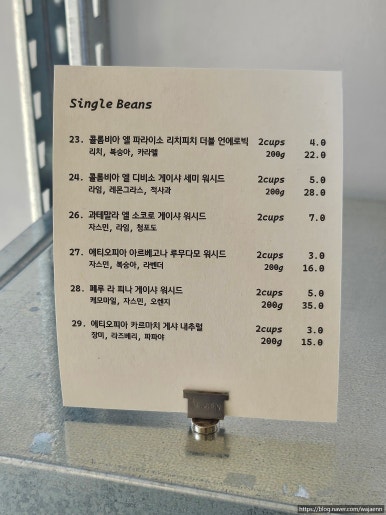 Single Beans
23. 콜롬비아 엘 파라이소 리치피치 더블 언에로빅 2cups 4.0
리치, 복숭아, 카라멜 200g 22.0
24. 콜롬비아 엘 디비소 게이샤 세미 워시드 2cups 5.0
라임, 레몬그라스, 적사과 200g 28.0
26. 과테말라 엘 소코로 게이샤 워시드 2cups 7.0
자스민, 라임, 청포도
27. 에티오피아 아르베고나 루무다모 워시드 2cups 3.0
자스민, 복숭아, 라벤더 200g 16.0
28. 페루 라 피나 게이샤 워시드 2cups 5.0
캐모마일, 자스민, 오렌지 200g 35.0
29. 에티오피아 카르마치 게샤 내추럴 2cups 3.0
장미, 라즈베리, 파파야 200g 15.0
https://blog.naver.com/wajaenn